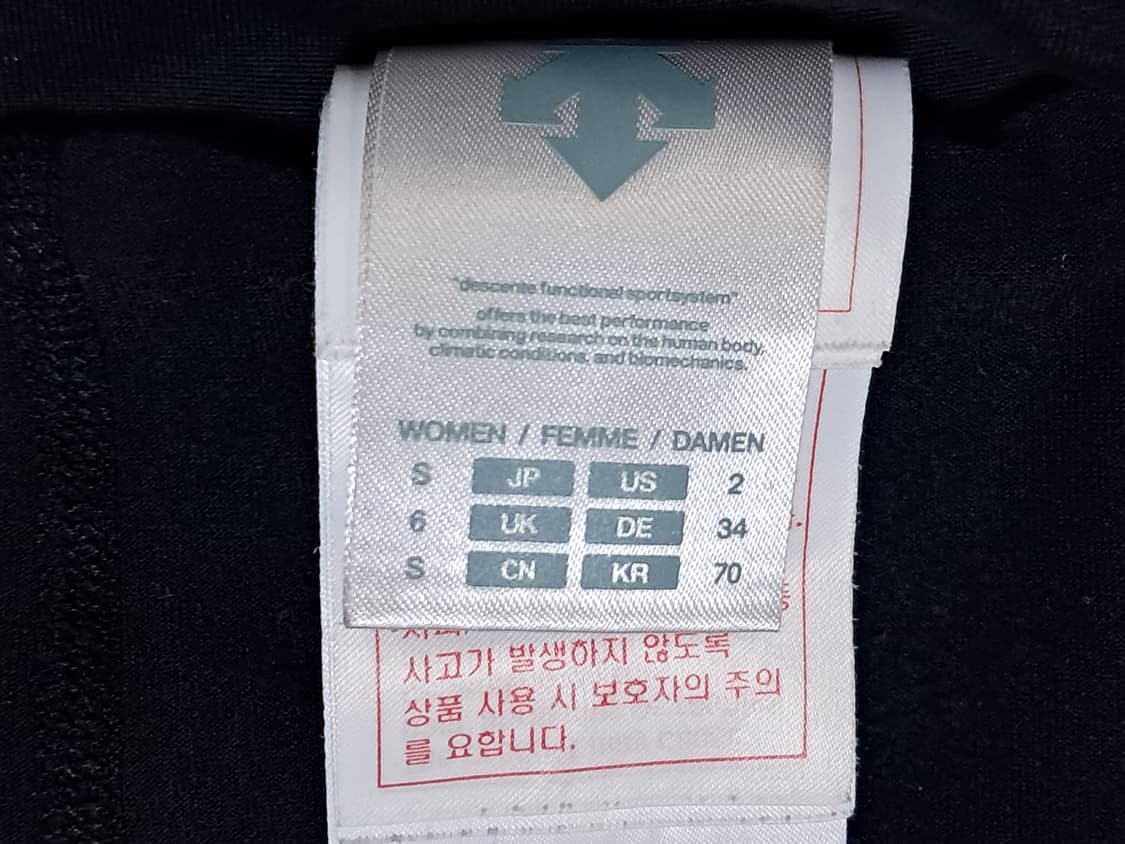 "descente functional sportsystem"
offers the best performance
by combining research on the human body,
climatic conditions, and biomechanics.
WOMEN / FEMME / DAMEN
S JP US 2
6 UK DE 34
S CN KR 70
사고가 발생하지 않도록
상품 사용 시 보호자의 주의
를 요합니다.